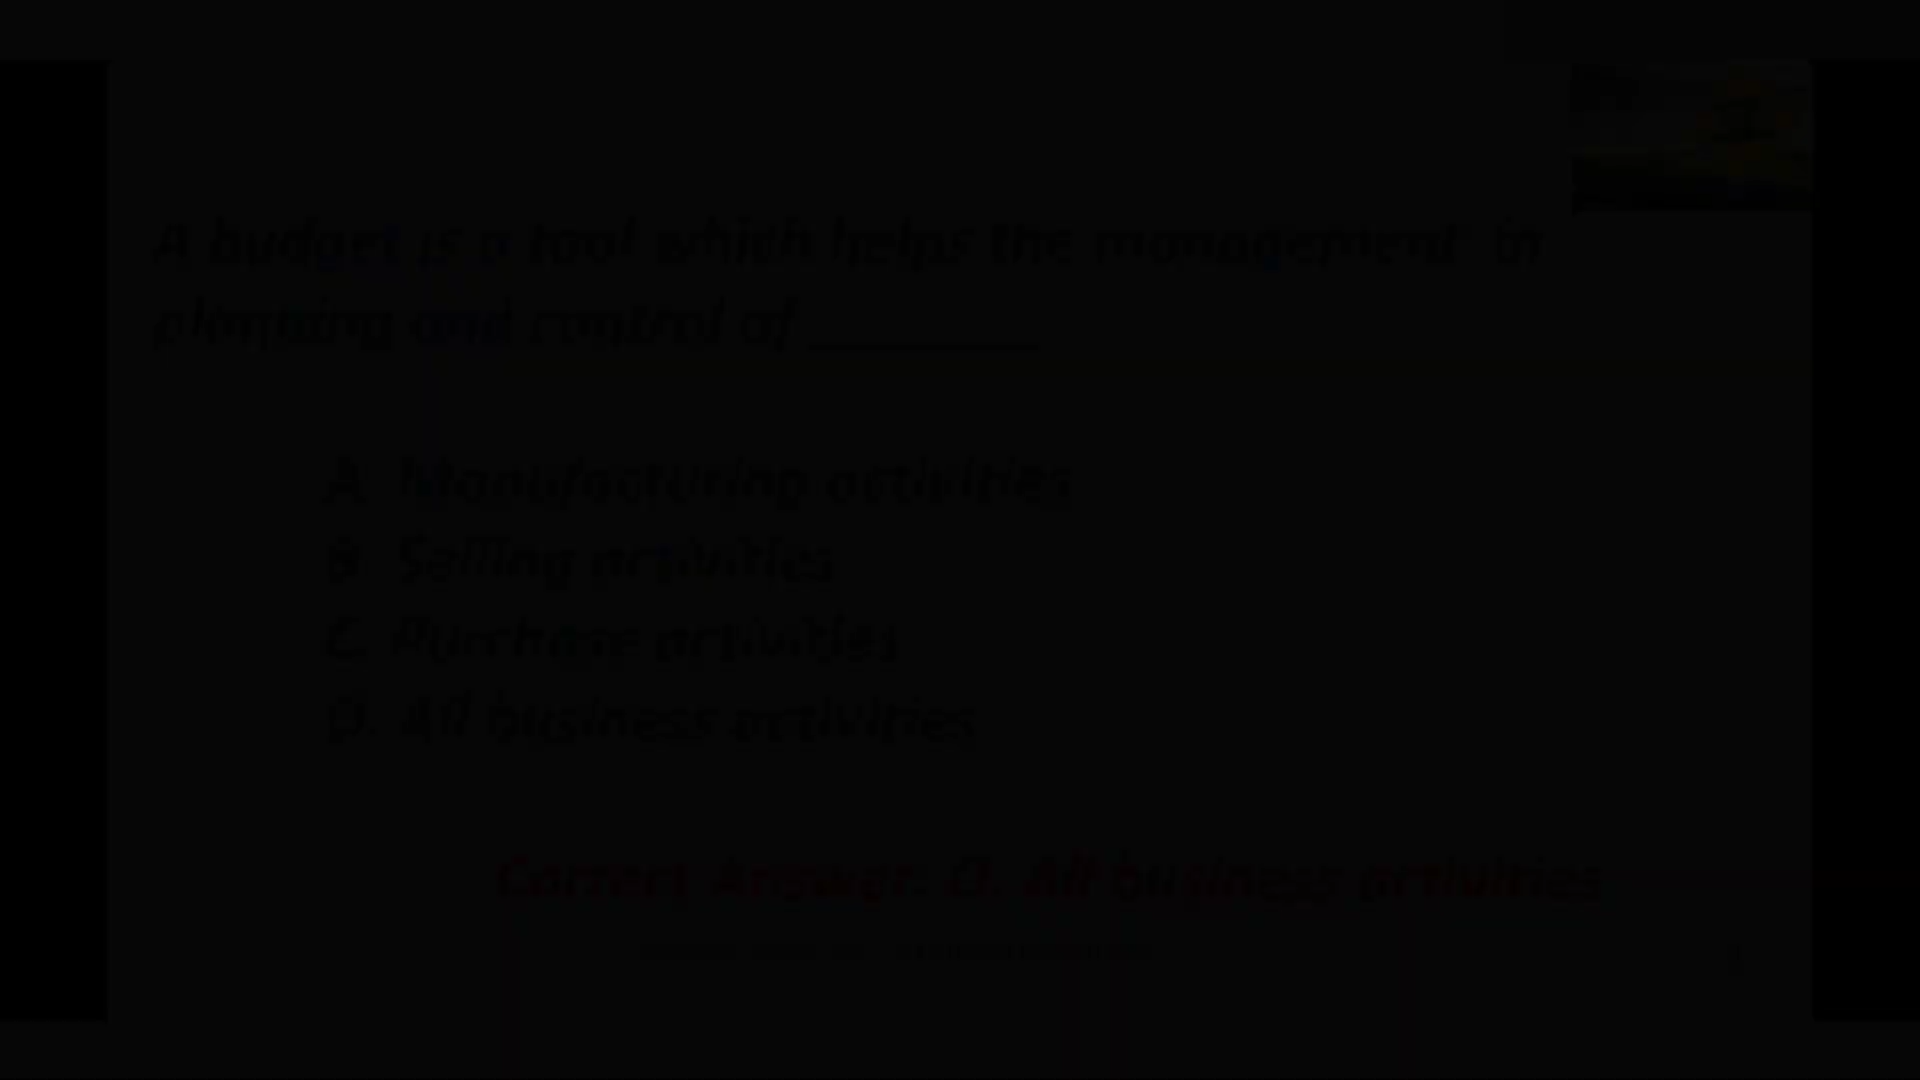 A budget is a tool which helps the management in
planning and control of ________
A. Manufacturing activities
B. Selling activities
C. Purchase activities
D. All business activities
Correct Answer: D. All business activities